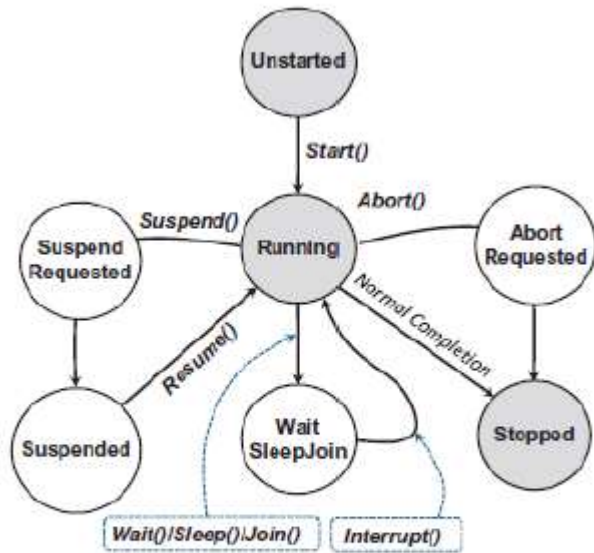 Unstarted
Start()
Suspend()
Abort()
Suspend
Requested
Running
Abort
Requested
Resume()
Normal Completion
Suspended
Wait
SleepJoin
Stopped
Wait()/Sleep()/Join()
Interrupt()